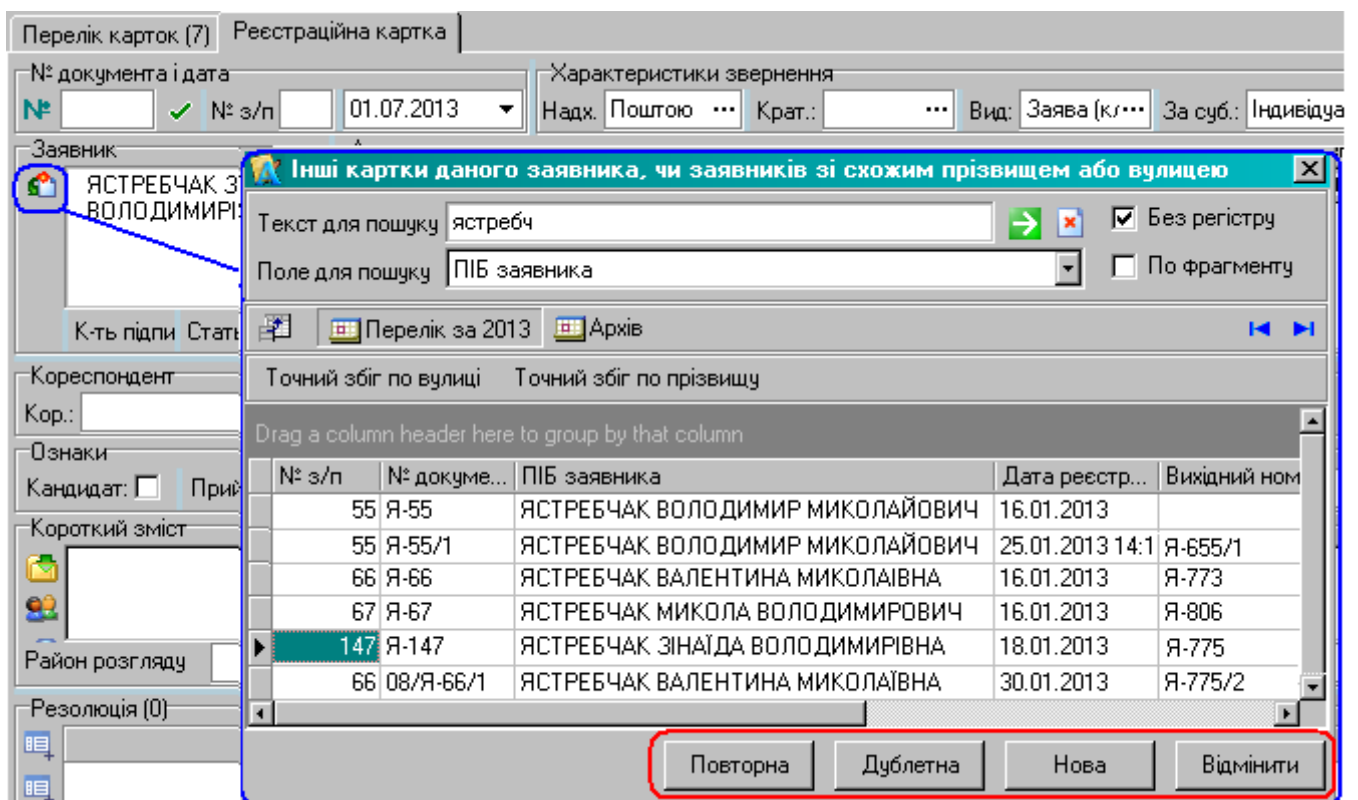 Перелік карток (7) Реєстраційна картка
№ документа і дата Характеристики звернення
№ № з/п 01.07.2013 Надх. Поштою ... Крат.: ... Вид: Заява (кл... За суб.: Індивідуа
Заявник
ЯСТРЕБЧАК З
ВОЛОДИМИРІ
К-ть підпи Стать
Кореспондент
Кор.:
Ознаки
Кандидат: Прий
Короткий зміст
Район розгляду
Резолюція (0)
Інші картки даного заявника, чи заявників зі схожим прізвищем або вулицею
Текст для пошуку ястребч Без регістру
Поле для пошуку ПІБ заявника По фрагменту
Перелік за 2013 Архів
Точний збіг по вулиці Точний збіг по прізвищу
Drag a column header here to group by that column
№ з/п № докуме... ПІБ заявника Дата реєстр... Вихідний ном
55 Я-55 ЯСТРЕБЧАК ВОЛОДИМИР МИКОЛАЙОВИЧ 16.01.2013
55 Я-55/1 ЯСТРЕБЧАК ВОЛОДИМИР МИКОЛАЙОВИЧ 25.01.2013 14:1 Я-655/1
66 Я-66 ЯСТРЕБЧАК ВАЛЕНТИНА МИКОЛАІВНА 16.01.2013 Я-773
67 Я-67 ЯСТРЕБЧАК МИКОЛА ВОЛОДИМИРОВИЧ 16.01.2013 Я-806
147 Я-147 ЯСТРЕБЧАК ЗІНАЇДА ВОЛОДИМИРІВНА 18.01.2013 Я-775
66 08/Я-66/1 ЯСТРЕБЧАК ВАЛЕНТИНА МИКОЛАЇВНА 30.01.2013 Я-775/2
Повторна Дублетна Нова Відмінити